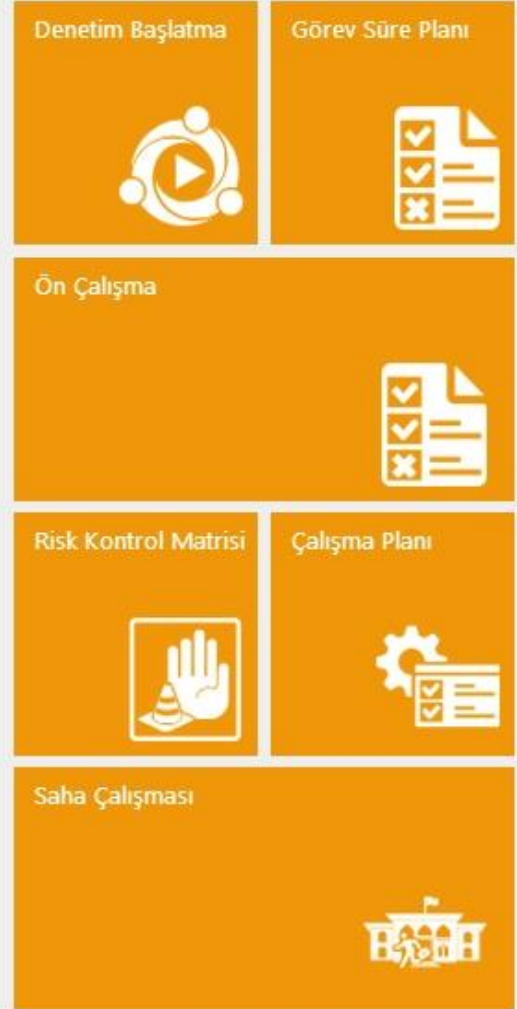 Denetim Başlatma
Görev Süre Planı
Ön Çalışma
Risk Kontrol Matrisi
Çalışma Planı
Saha Çalışması